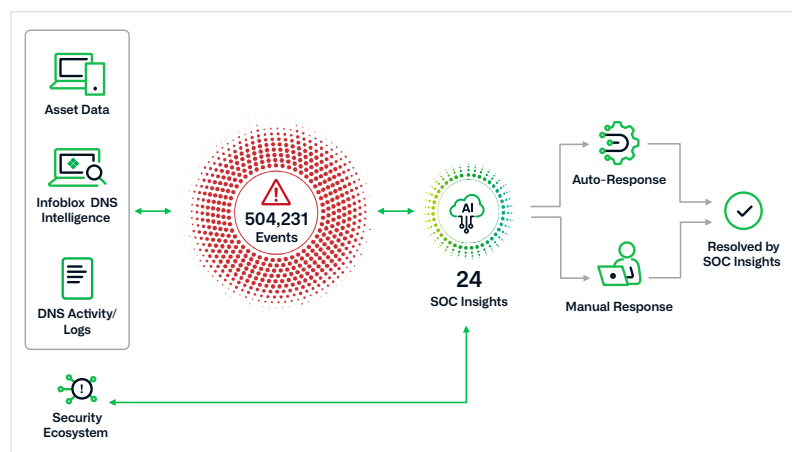 Asset Data
Infoblox DNS
Intelligence
DNS Activity/
Logs
Security
Ecosystem
504,231
Events
AI
24
SOC Insights
Auto-Response
Manual Response
Resolved by
SOC Insights